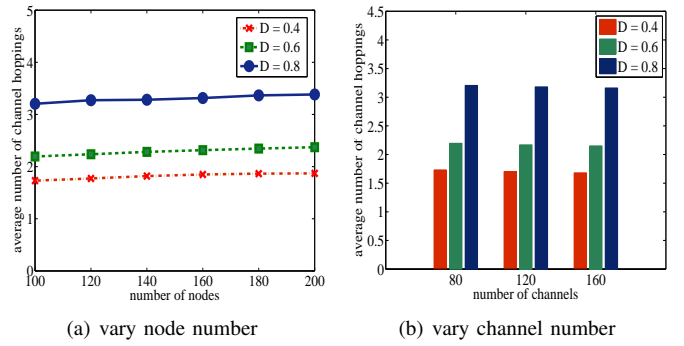 average number of channel hoppings
5
4
3
2
1
0
100
120
140
160
180
200
number of nodes
D = 0.4
D = 0.6
D = 0.8
(a) vary node number
average number of channel hoppings
4.5
4
3.5
3
2.5
2
1.5
1
0.5
0
80
120
160
number of channels
D = 0.4
D = 0.6
D = 0.8
(b) vary channel number